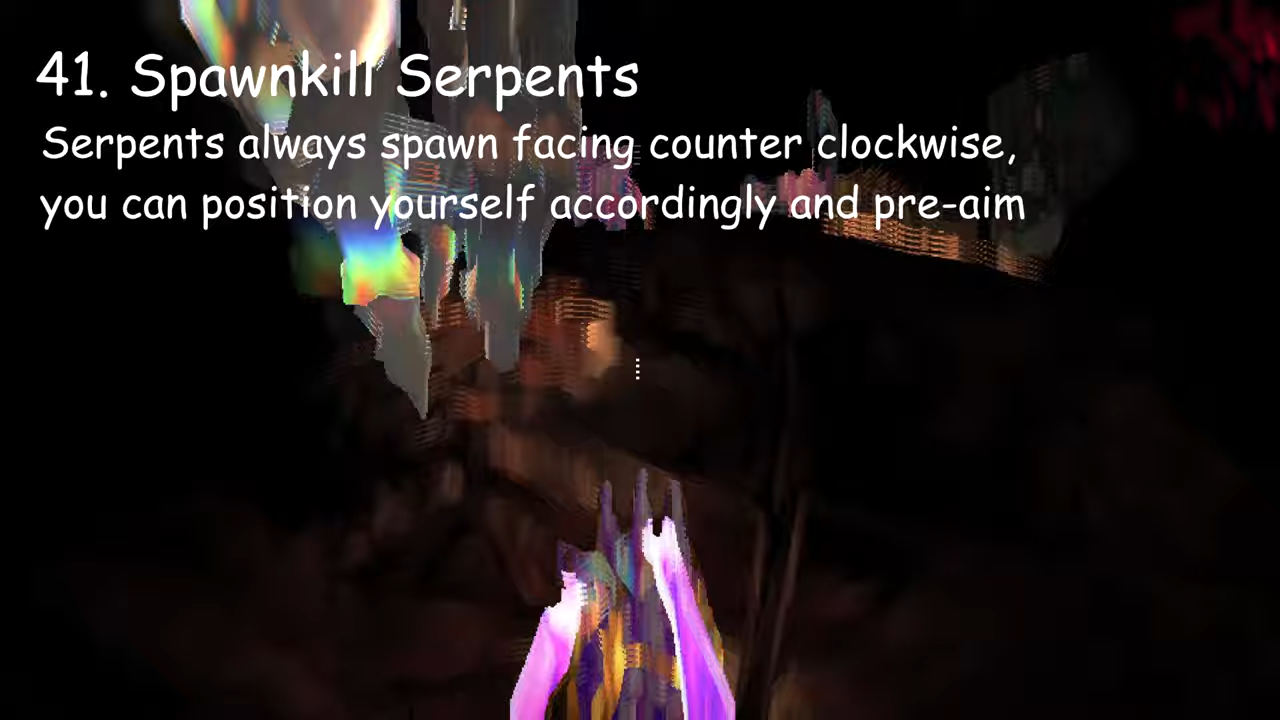 41. Spawnkill Serpents
Serpents always spawn facing counter clockwise,
you can position yourself accordingly and pre-aim